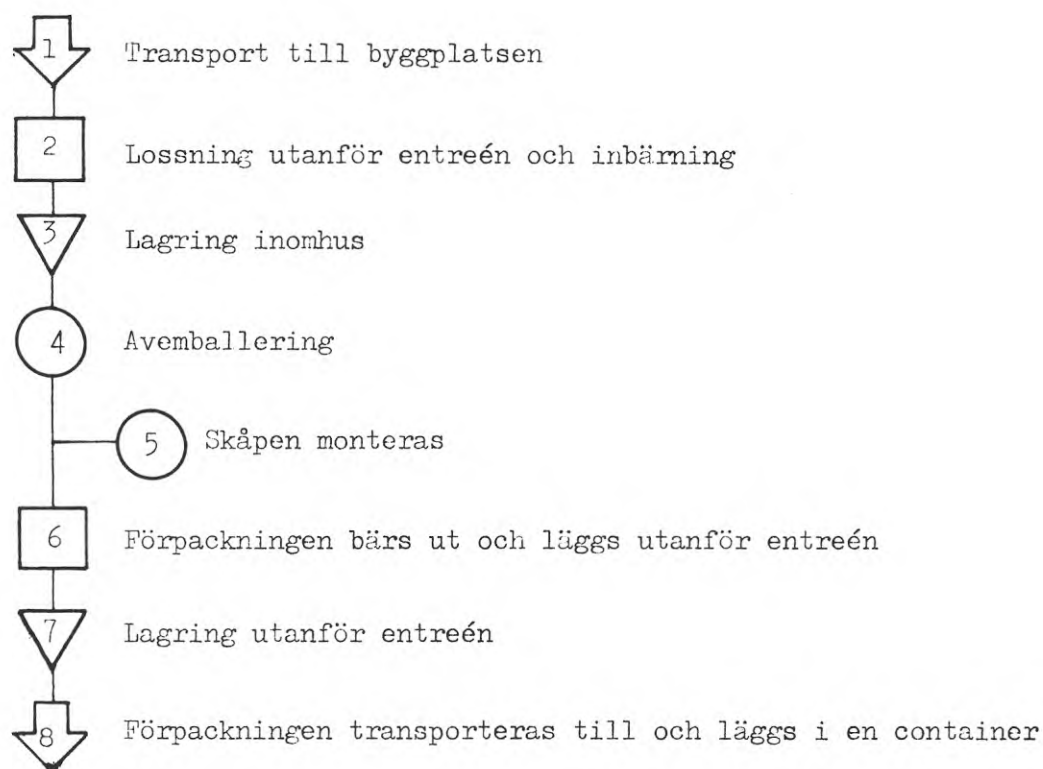 1 Transport till byggplatsen
2 Lossning utanför entreén och inbärning
3 Lagring inomhus
4 Avemballering
5 Skåpen monteras
6 Förpackningen bärs ut och läggs utanför entreén
7 Lagring utanför entreén
8 Förpackningen transporteras till och läggs i en container